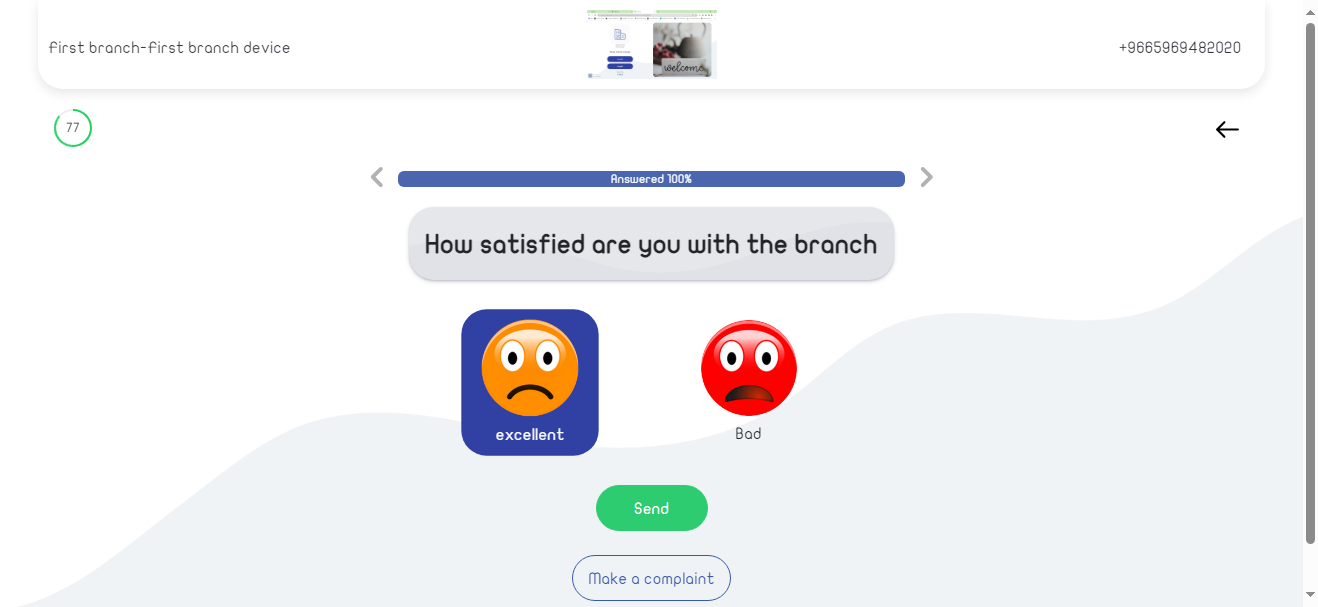 first branch-first branch device
welcome
+9665969482020
77
Answered 100%
How satisfied are you with the branch
excellent
Bad
Send
Make a complaint